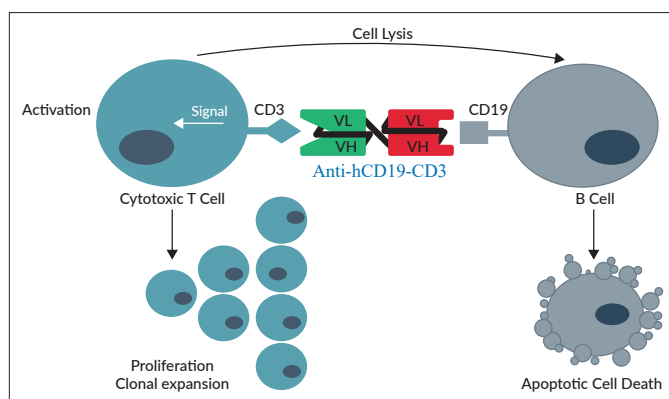 Cell Lysis
Activation
Signal
CD3
VL
VH
VL
VH
CD19
Anti-hCD19-CD3
Cytotoxic T Cell
B Cell
Proliferation
Clonal expansion
Apoptotic Cell Death